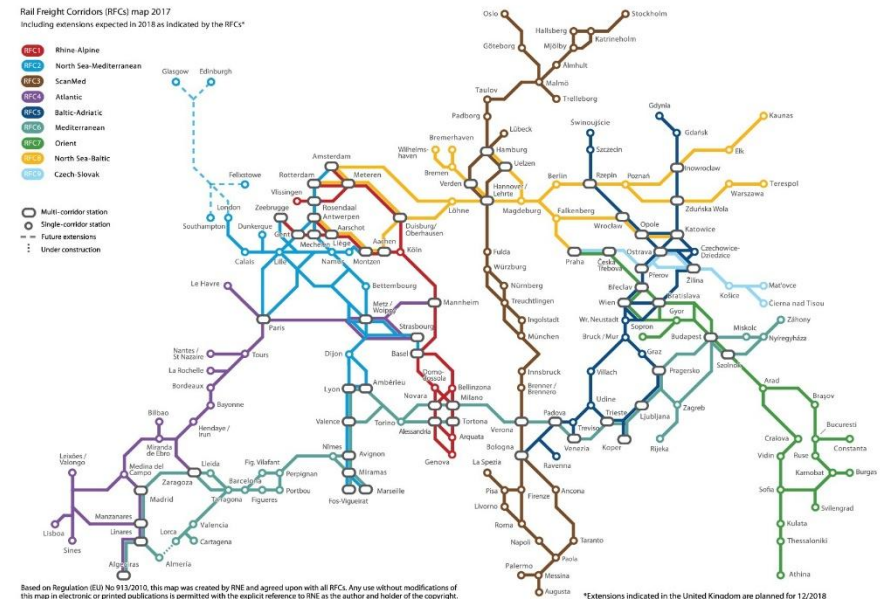 Rail Freight Corridors (RFCs) map 2017
Including extensions expected in 2018 as indicated by the RFCs*
RFC1 Rhine-Alpine
RFC2 North Sea-Mediterranean
RFC3 ScanMed
RFC4 Atlantic
RFC5 Baltic-Adriatic
RFC6 Mediterranean
RFC7 Orient
RFC8 North Sea-Baltic
RFC9 Czech-Slovak
Multi-corridor station
Single-corridor station
Future extensions
Under construction
Glasgow
Edinburgh
Felixstowe
London
Southampton
Dunkerque
Calais
Zeebrugge
Gent
Lille
Amsterdam
Rotterdam
Meteren
Vlissingen
Rosendaal
Antwerpen
Aarschot
Mechelen
Liège
Aachen
Montzen
Namur
Duisburg/
Oberhausen
Köln
Bettembourg
Metz/
Woippy
Strasbourg
Mannheim
Basel
Le Havre
Paris
Nantes /
St Nazaire
Tours
La Rochelle
Bordeaux
Bayonne
Hendaye /
Irun
Bilbao
Miranda
de Ebro
Leixões /
Valongo
Medina del
Campo
Madrid
Manzanares
Linares
Lisboa
Sines
Algeciras
Zaragoza
Lleida
Tarragona
Barcelona
Fig. Vilafant
Figueres
Perpignan
Portbou
Valencia
Lorca
Cartagena
Almería
Dijon
Lyon
Ambérieu
Valence
Avignon
Nîmes
Miramas
Fos-Vigueirat
Marseille
Torino
Domo-
dossola
Bellinzona
Novara
Milano
Alessandria
Tortona
Arquata
Genova
Oslo
Stockholm
Hallsberg
Katrineholm
Göteborg
Mjölby
Älmhult
Malmö
Trelleborg
Taulov
Padborg
Lübeck
Hamburg
Uelzen
Bremerhaven
Wilhelms-
haven
Bremen
Verden
Hannover /
Lehrte
Löhne
Magdeburg
Berlin
Falkenberg
Fulda
Würzburg
Nürnberg
Treuchtlingen
Ingolstadt
München
Innsbruck
Brenner /
Brennero
Verona
Padova
Treviso
Venezia
Bologna
Ravenna
La Spezia
Pisa
Livorno
Firenze
Ancona
Roma
Napoli
Taranto
Paola
Palermo
Messina
Augusta
Świnoujście
Szczecin
Rzepin
Poznań
Gdynia
Gdańsk
Inowrocław
Kaunas
Ełk
Terespol
Warszawa
Zduńska Wola
Wrocław
Opole
Katowice
Ostrava
Czechowice-
Dziedzice
Praha
Česká
Třebova
Přerov
Žilina
Mat'ovce
Košice
Cierna nad Tisou
Břeclav
Wien
Bratislava
Gyor
Wr. Neustadt
Sopron
Bruck / Mur
Budapest
Miskolc
Záhony
Nyíregyháza
Szolnok
Graz
Pragersko
Villach
Udine
Trieste
Ljubljana
Koper
Zagreb
Rijeka
Arad
Braşov
Bucuresti
Craiova
Constanta
Vidin
Ruse
Karnobat
Burgas
Sofia
Svilengrad
Kulata
Thessaloniki
Athina
Based on Regulation (EU) No 913/2010, this map was created by RNE and agreed upon with all RFCs. Any use without modifications of
this map in electronic or printed publications is permitted with the explicit reference to RNE as the author and holder of the copyright.
*Extensions indicated in the United Kingdom are planned for 12/2018